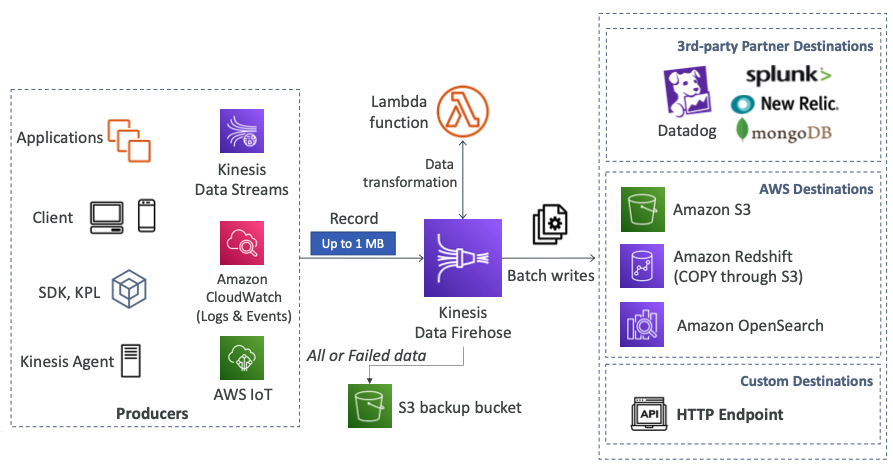 Applications
Client
SDK, KPL
Kinesis Agent
Kinesis
Data Streams
Amazon
CloudWatch
(Logs & Events)
AWS IoT
Producers
Record
Up to 1 MB
Lambda
function
Data
transformation
Kinesis
Data Firehose
All or Failed data
S3 backup bucket
Batch writes
3rd-party Partner Destinations
Datadog
splunk>
New Relic.
mongoDB
AWS Destinations
Amazon S3
Amazon Redshift
(COPY through S3)
Amazon OpenSearch
Custom Destinations
API
HTTP Endpoint